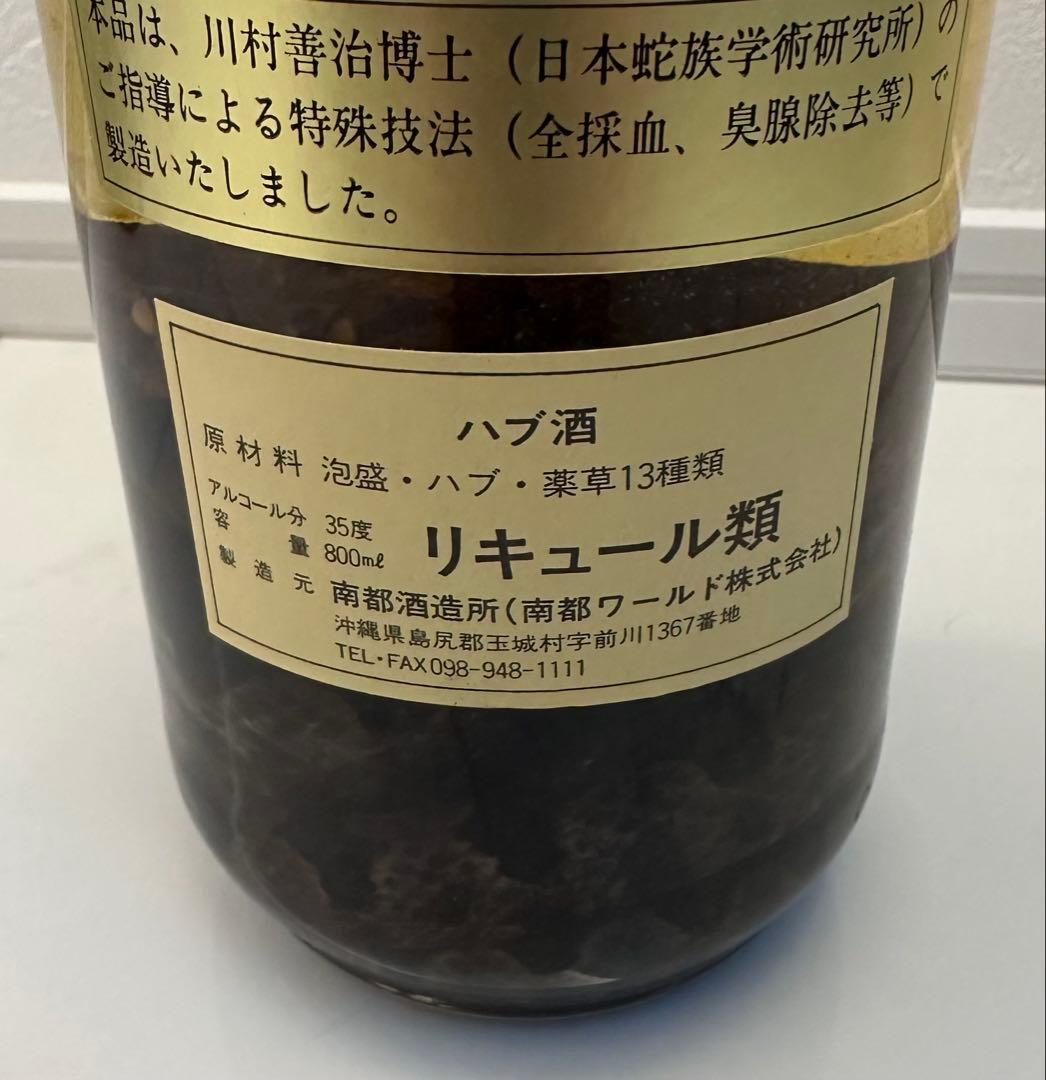 本品は、川村善治博士（日本蛇族学術研究所）の
ご指導による特殊技法（全採血、臭腺除去等）で
製造いたしました。
ハブ酒
原材料 泡盛・ハブ・薬草13種類
アルコール分 35度
容量 800㎖
リキュール類
製造元 南都酒造所(南都ワールド株式会社)
沖縄県島尻郡玉城村字前川1367番地
TEL・FAX098-948-1111